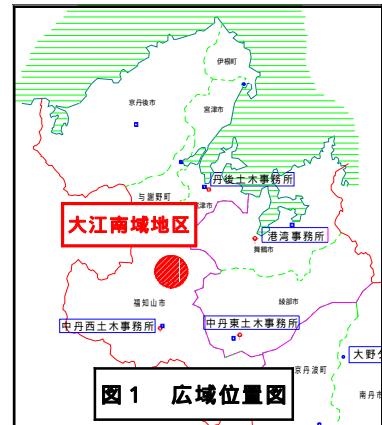 伊根町
京丹後市
宮津市
丹後土木事務所
与謝野町
宮津市
大江南域地区
港湾事務所
舞鶴市
福知山市
綾部市
中丹西土木事務所
中丹東土木事務所
大野
京丹波町
南丹市
図1 広域位置図